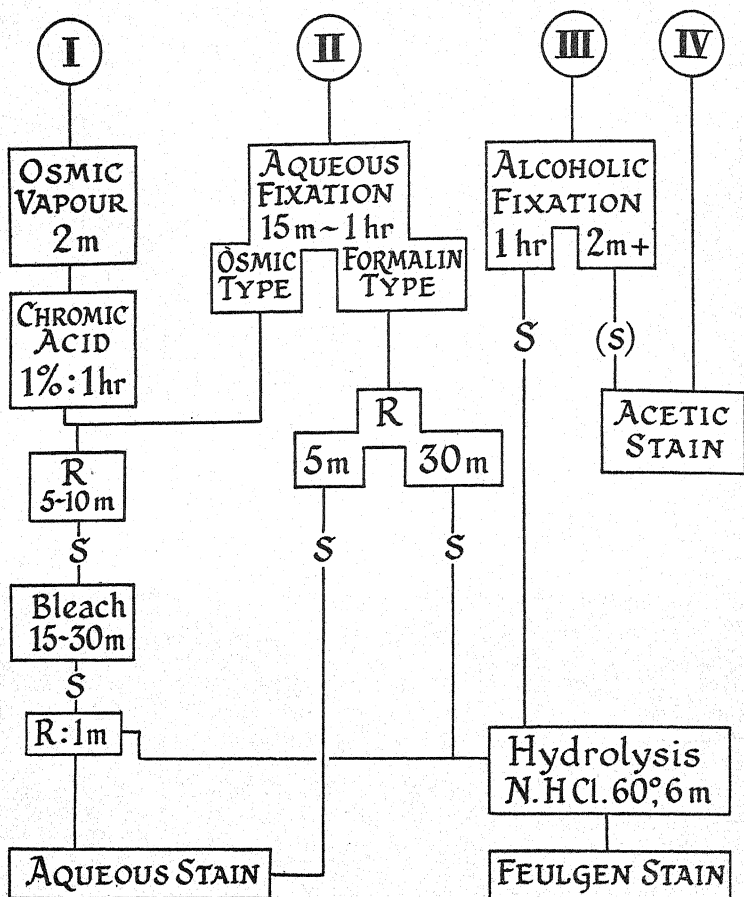 I
II
III
IV
OSMIC
VAPOUR
2m
CHROMIC
ACID
1%:1hr
R
5-10m
S
Bleach
15-30m
S
R:1m
AQUEOUS STAIN
AQUEOUS
FIXATION
15m~1hr
OSMIC
TYPE
FORMALIN
TYPE
R
5m
30m
S
S
ALCOHOLIC
FIXATION
1hr
2m+
S
(S)
ACETIC
STAIN
Hydrolysis
N.HCl.60°,6m
FEULGEN STAIN